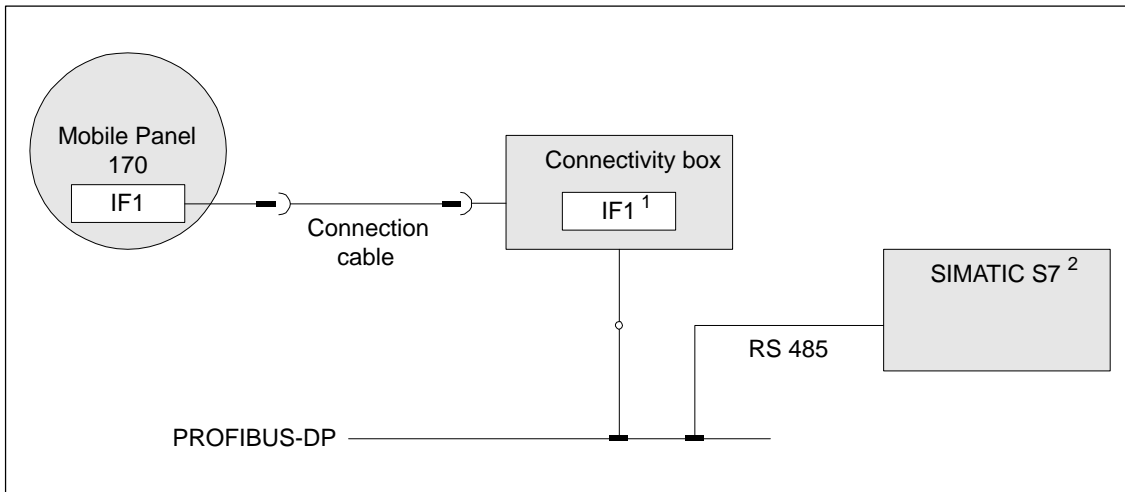 Mobile Panel
170
IF1
Connection
cable
Connectivity box
IF1 1
SIMATIC S7 2
RS 485
PROFIBUS-DP